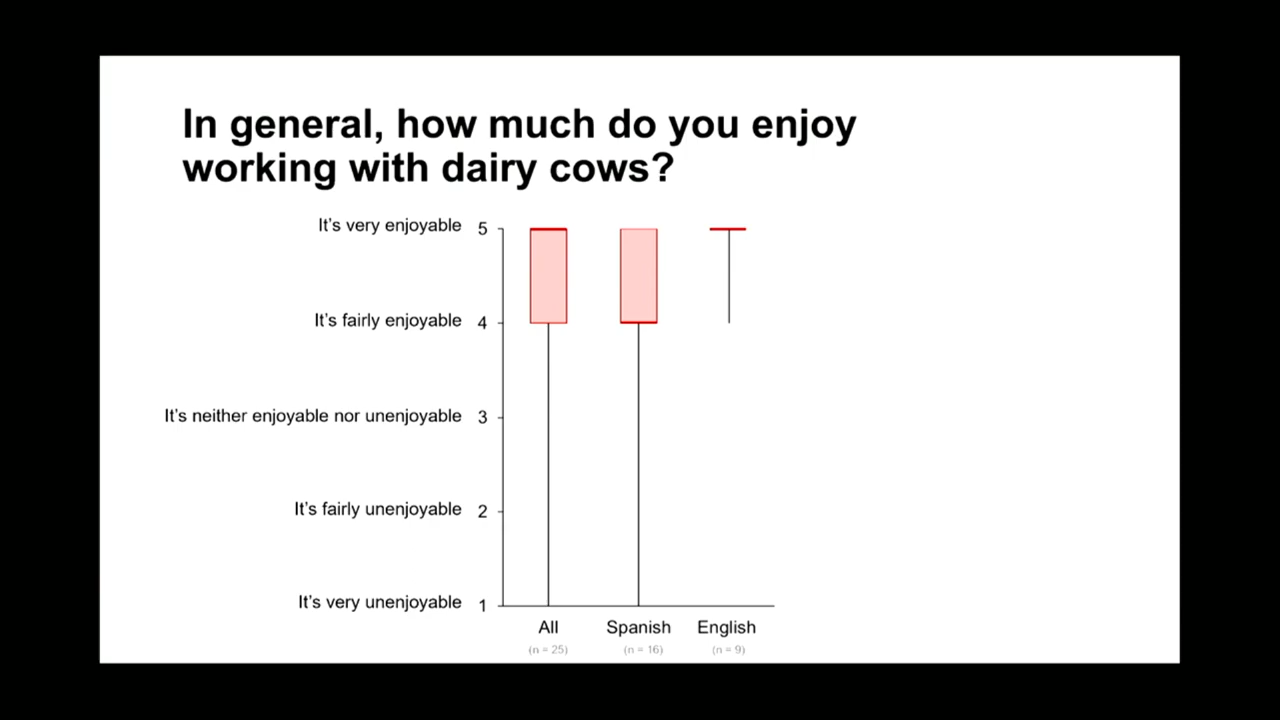 In general, how much do you enjoy
working with dairy cows?
It's very enjoyable 5
It's fairly enjoyable 4
It's neither enjoyable nor unenjoyable 3
It's fairly unenjoyable 2
It's very unenjoyable 1
All Spanish English
(n = 25) (n = 16) (n = 9)